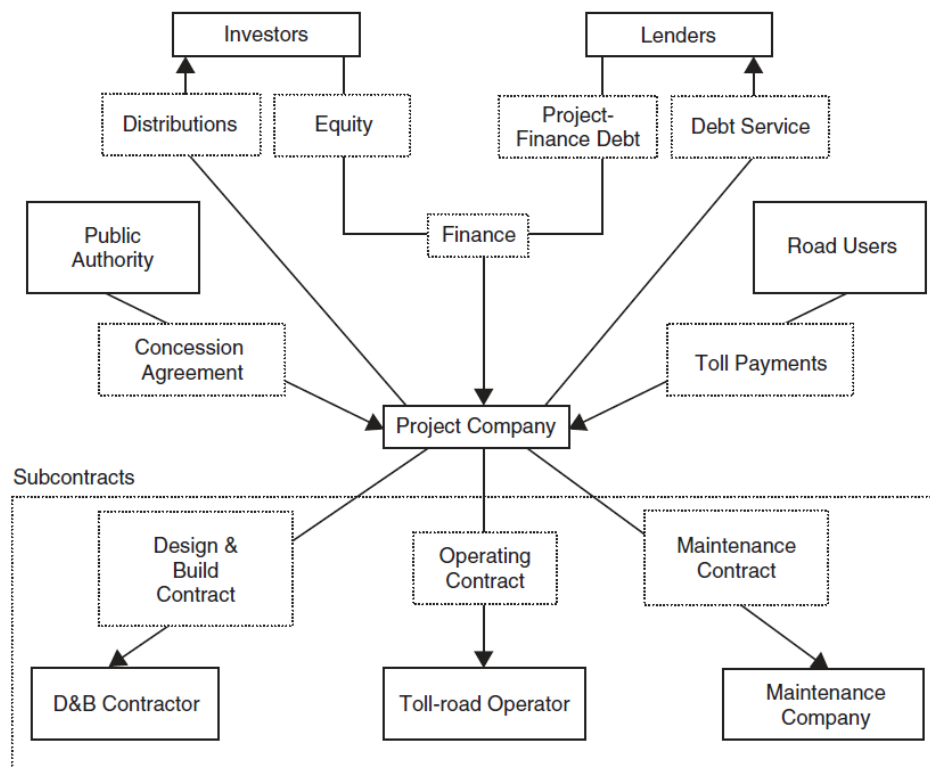 Investors
Lenders
Distributions
Equity
Project-
Finance Debt
Debt Service
Public
Authority
Finance
Road Users
Concession
Agreement
Toll Payments
Project Company
Subcontracts
Design &
Build
Contract
Operating
Contract
Maintenance
Contract
D&B Contractor
Toll-road Operator
Maintenance
Company